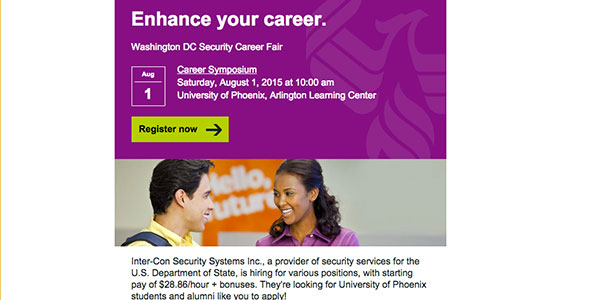 Enhance your career.
Washington DC Security Career Fair
Aug
1
Career Symposium
Saturday, August 1, 2015 at 10:00 am
University of Phoenix, Arlington Learning Center
Register now
Hello,
Future
Inter-Con Security Systems Inc., a provider of security services for the
U.S. Department of State, is hiring for various positions, with starting
pay of $28.86/hour + bonuses. They're looking for University of Phoenix
students and alumni like you to apply!